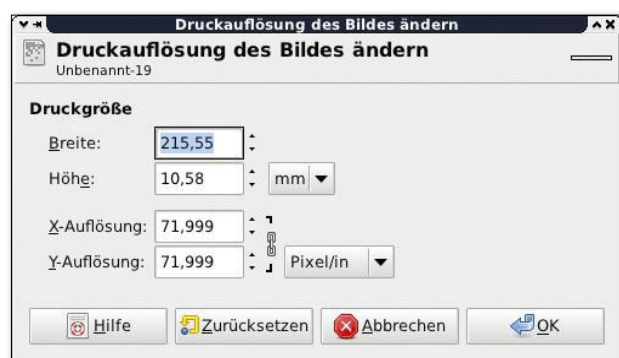 Druckauflösung des Bildes ändern
Druckauflösung des Bildes ändern
Unbenannt-19
Druckgröße
Breite: 215,55
Höhe: 10,58 mm
X-Auflösung: 71,999
Y-Auflösung: 71,999 Pixel/in
Hilfe Zurücksetzen Abbrechen OK